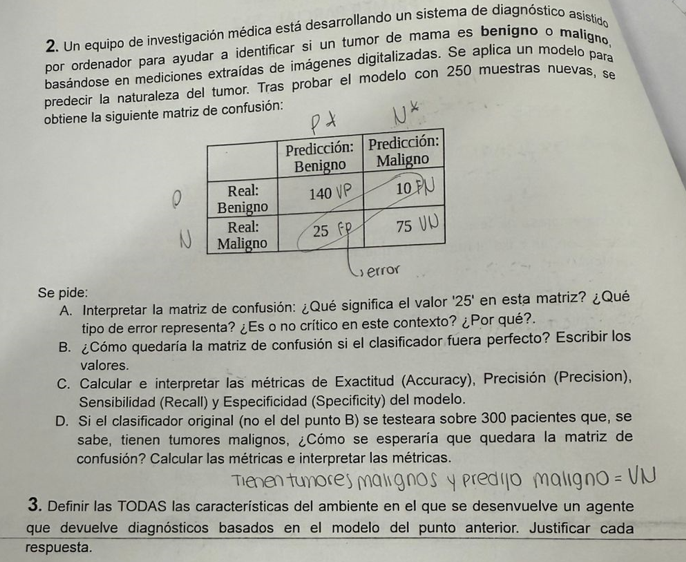 2. Un equipo de investigación médica está desarrollando un sistema de diagnóstico asistido
por ordenador para ayudar a identificar si un tumor de mama es benigno o maligno,
basándose en mediciones extraídas de imágenes digitalizadas. Se aplica un modelo para
predecir la naturaleza del tumor. Tras probar el modelo con 250 muestras nuevas, se
obtiene la siguiente matriz de confusión:
P* N*
Predicción: Benigno Predicción: Maligno
P Real: Benigno 140 VP 10 FN
N Real: Maligno 25 FP 75 VN
error
Se pide:
A. Interpretar la matriz de confusión: ¿Qué significa el valor '25' en esta matriz? ¿Qué
tipo de error representa? ¿Es o no crítico en este contexto? ¿Por qué?.
B. ¿Cómo quedaría la matriz de confusión si el clasificador fuera perfecto? Escribir los
valores.
C. Calcular e interpretar las métricas de Exactitud (Accuracy), Precisión (Precision),
Sensibilidad (Recall) y Especificidad (Specificity) del modelo.
D. Si el clasificador original (no el del punto B) se testeara sobre 300 pacientes que, se
sabe, tienen tumores malignos, ¿Cómo se esperaría que quedara la matriz de
confusión? Calcular las métricas e interpretar las métricas.
Tienen tumores malignos y predijo maligno = VN
3. Definir las TODAS las características del ambiente en el que se desenvuelve un agente
que devuelve diagnósticos basados en el modelo del punto anterior. Justificar cada
respuesta.